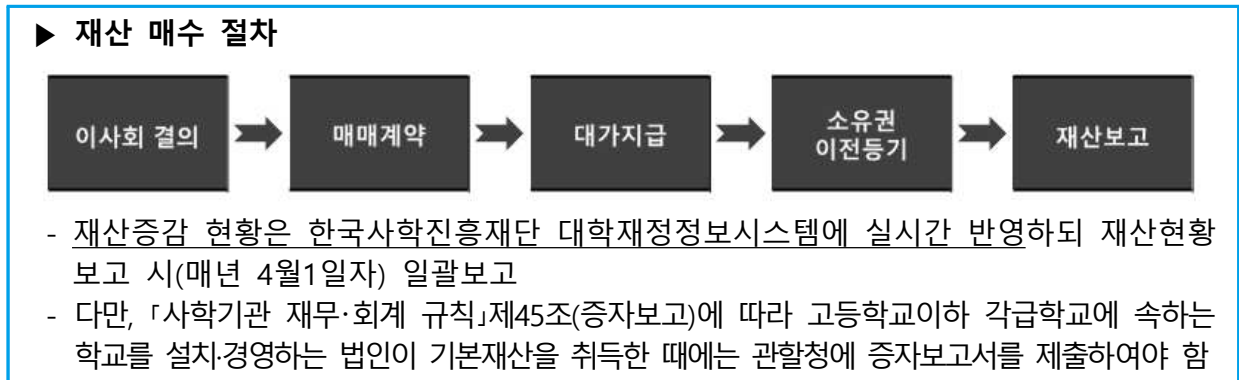 ▶ 재산 매수 절차
이사회 결의
매매계약
대가지급
소유권
이전등기
재산보고
- 재산증감 현황은 한국사학진흥재단 대학재정정보시스템에 실시간 반영하되 재산현황
보고 시(매년 4월1일자) 일괄보고
- 다만, 「사학기관 재무·회계 규칙」제45조(증자보고)에 따라 고등학교이하 각급학교에 속하는
학교를 설치·경영하는 법인이 기본재산을 취득한 때에는 관할청에 증자보고서를 제출하여야 함